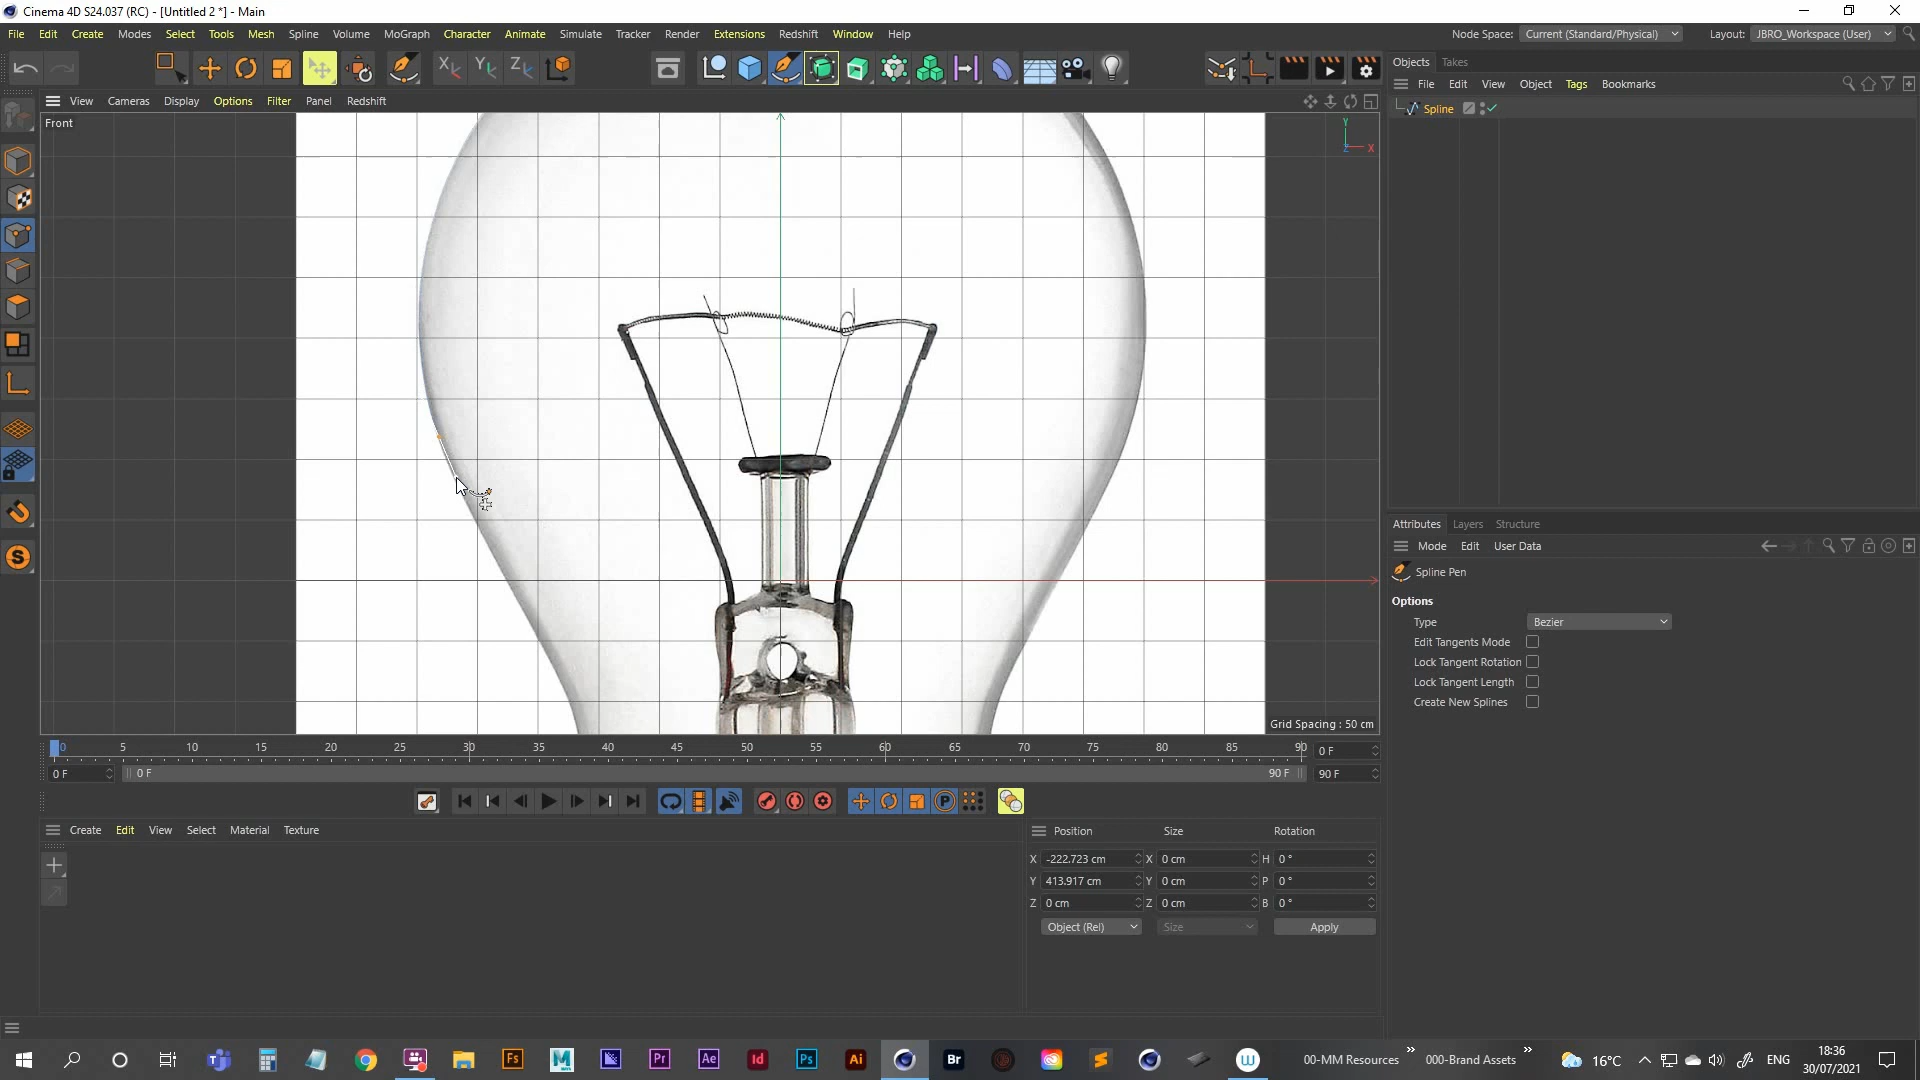 Cinema 4D S24.037 (RC) - [Untitled 2 *] - Main
File Edit Create Modes Select Tools Mesh Spline Volume MoGraph Character Animate Simulate Tracker Render Extensions Redshift Window Help
Node Space: Current (Standard/Physical) Layout: JBRO_Workspace (User)
X Y Z
Objects Takes
File Edit View Object Tags Bookmarks
View Cameras Display Options Filter Panel Redshift
Spline
Front
Y
Z X
Attributes Layers Structure
Mode Edit User Data
Spline Pen
Options
Type Bezier
Edit Tangents Mode
Lock Tangent Rotation
Lock Tangent Length
Create New Splines
Grid Spacing : 50 cm
0 5 10 15 20 25 30 35 40 45 50 55 60 65 70 75 80 85 90 0 F
0 F 0 F 90 F 90 F
P
Create Edit View Select Material Texture
Position Size Rotation
X -222.723 cm X 0 cm H 0 °
Y 413.917 cm Y 0 cm P 0 °
Z 0 cm Z 0 cm B 0 °
Object (Rel) Size Apply
Fs M Pr Ae Id Ps Ai Br W 00-MM Resources » 000-Brand Assets » 16°C ENG 18:36
30/07/2021